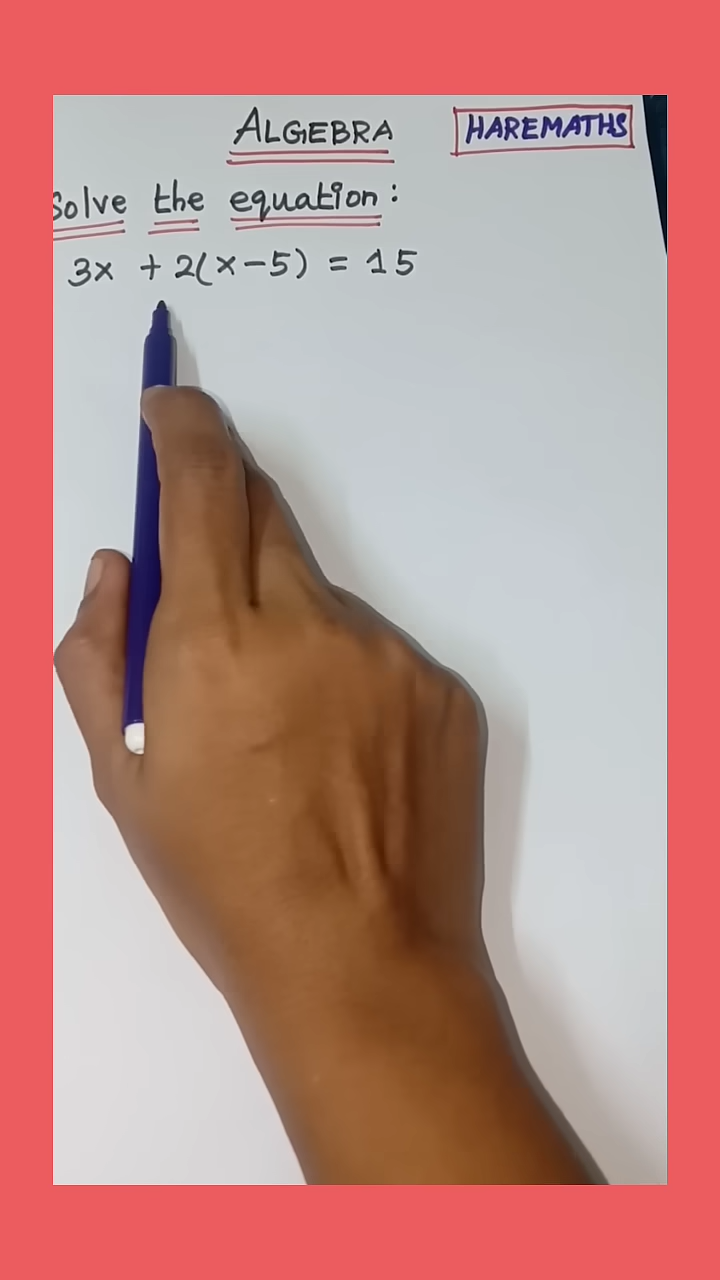 ALGEBRA HAREMATHS
Solve the equation:
3x + 2(x-5) = 15